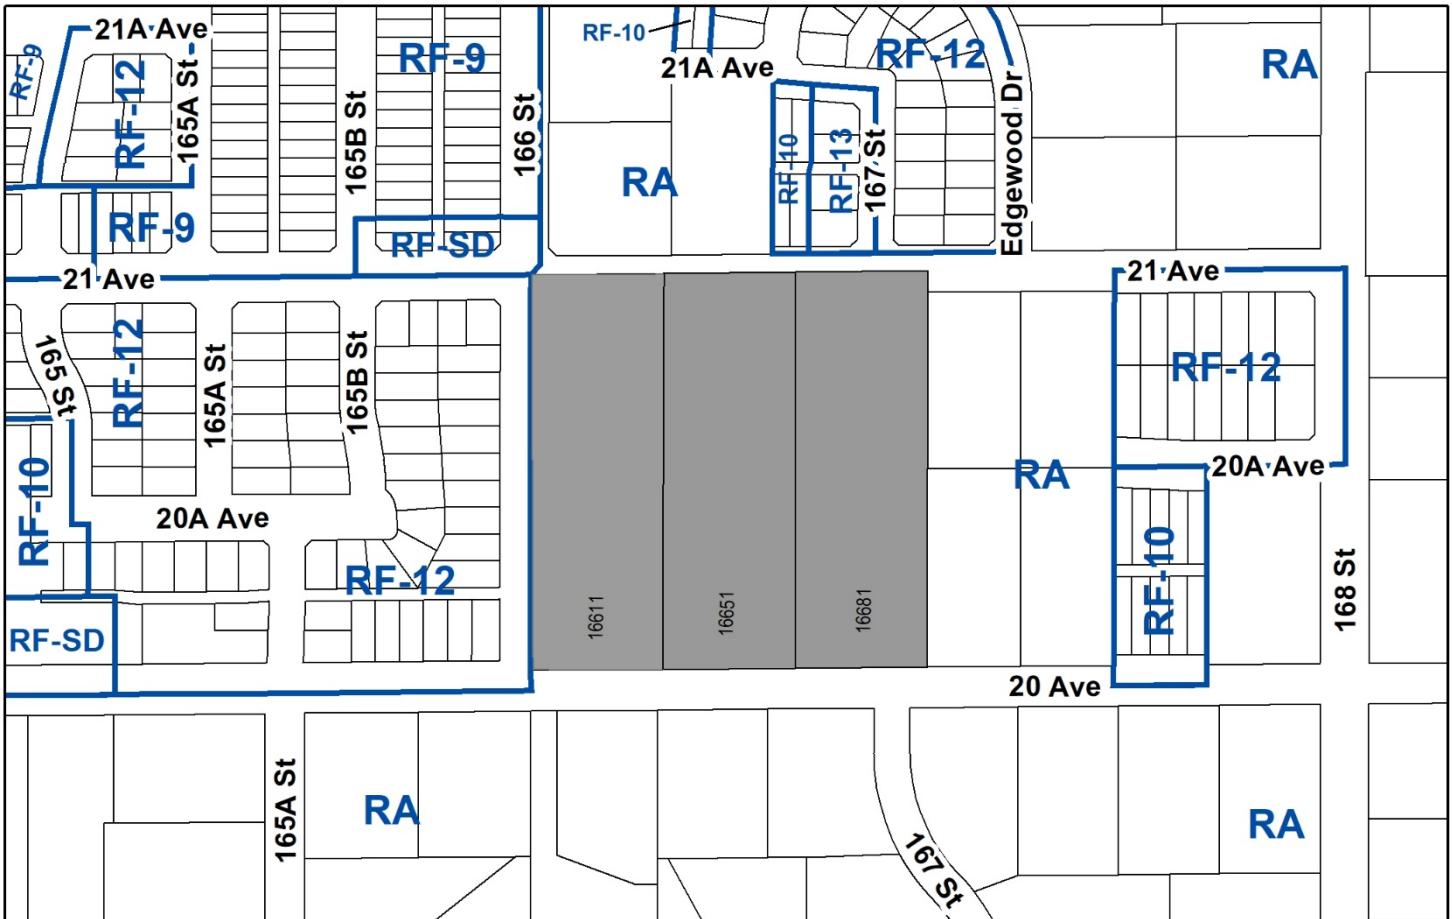 21A Ave
RF-9
RF-12
165A St
165B St
RF-9
166 St
RF-10
21A Ave
RF-12
RA
RA
RF-10
RF-13
167 St
Edgewood Dr
RF-9
RF-SD
21 Ave
21 Ave
165 St
RF-12
165A St
165B St
RF-12
RF-10
20A Ave
RA
20A Ave
RF-12
RF-10
168 St
16611
16651
16681
RF-SD
20 Ave
165A St
RA
167 St
RA